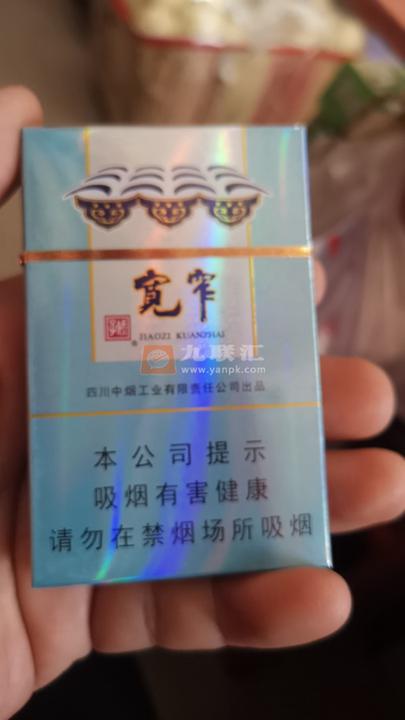 宽窄
®
JIAOZI KUANZHAI
九联汇
www.yanpk.com
四川中烟工业有限责任公司出品
本公司提示
吸烟有害健康
请勿在禁烟场所吸烟